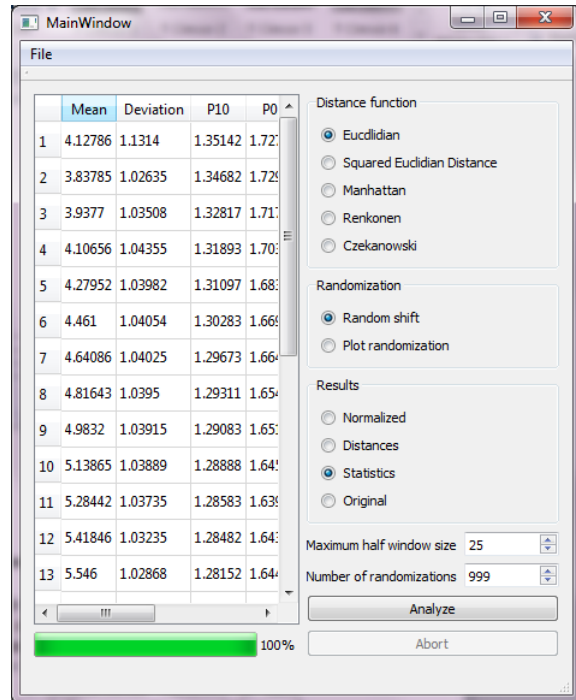 MainWindow
File
Mean Deviation P10 P0
1 4.12786 1.1314 1.35142
2 3.83785 1.02635 1.34682
3 3.9377 1.03508 1.32817
4 4.10656 1.04355 1.31893
5 4.27952 1.03982 1.31097
6 4.461 1.04054 1.30283
7 4.64086 1.04025 1.29673
8 4.81643 1.0395 1.29311
9 4.9832 1.03915 1.29083
10 5.13865 1.03889 1.28888
11 5.28442 1.03735 1.28583
12 5.41846 1.03235 1.28482
13 5.546 1.02868 1.28152
100%
Distance function
Eucdlidian
Squared Euclidian Distance
Manhattan
Renkonen
Czekanowski
Randomization
Random shift
Plot randomization
Results
Normalized
Distances
Statistics
Original
Maximum half window size 25
Number of randomizations 999
Analyze
Abort